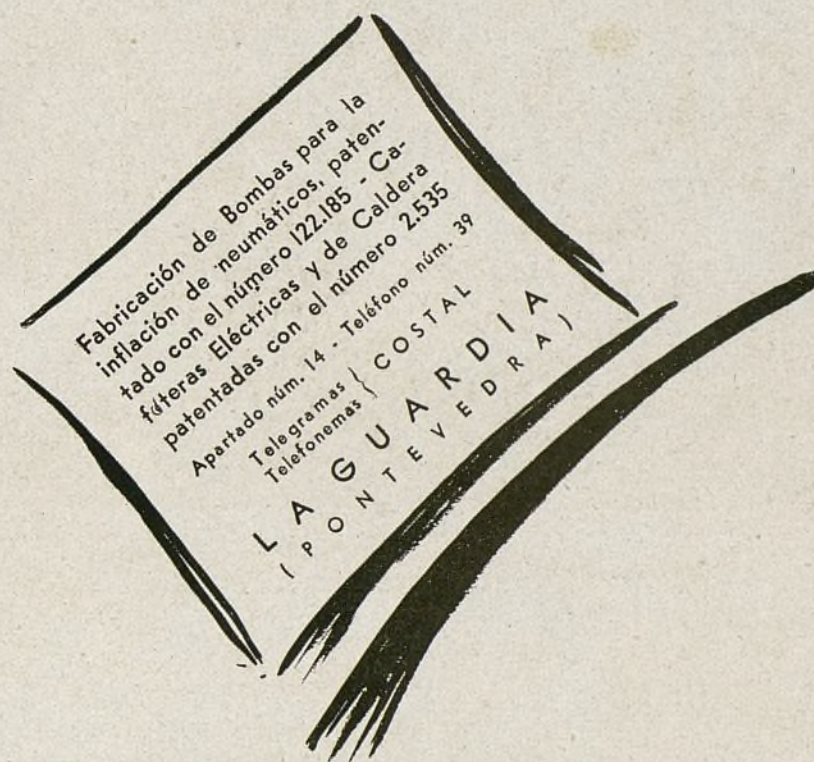 Fabricación de Bombas para la
inflación de neumáticos, paten-
tado con el número 122.185 - Ca-
feteras Eléctricas y de Caldera
patentadas con el número 2.535
Apartado núm. 14 - Teléfono núm. 39
Telegramas } COSTAL
Telefonemas
LA GUARDIA
(PONTEVEDRA)